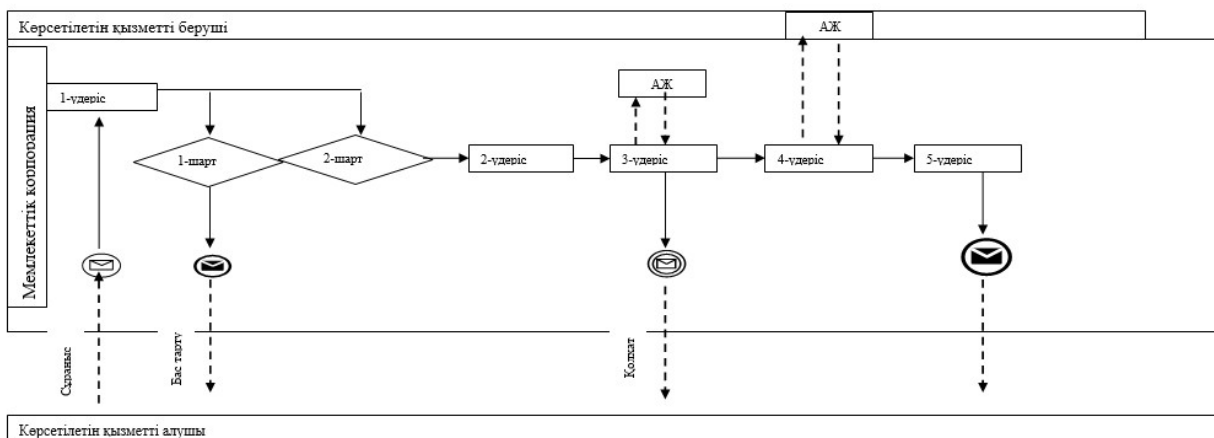 Көрсетілетін қызметті беруші
АЖ
Мемлекеттік корпорация
1-үдеріс
АЖ
1-шарт
2-шарт
2-үдеріс
3-үдеріс
4-үдеріс
5-үдеріс
Сұраныс
Бас тарту
Қолхат
Көрсетілетін қызметті алушы